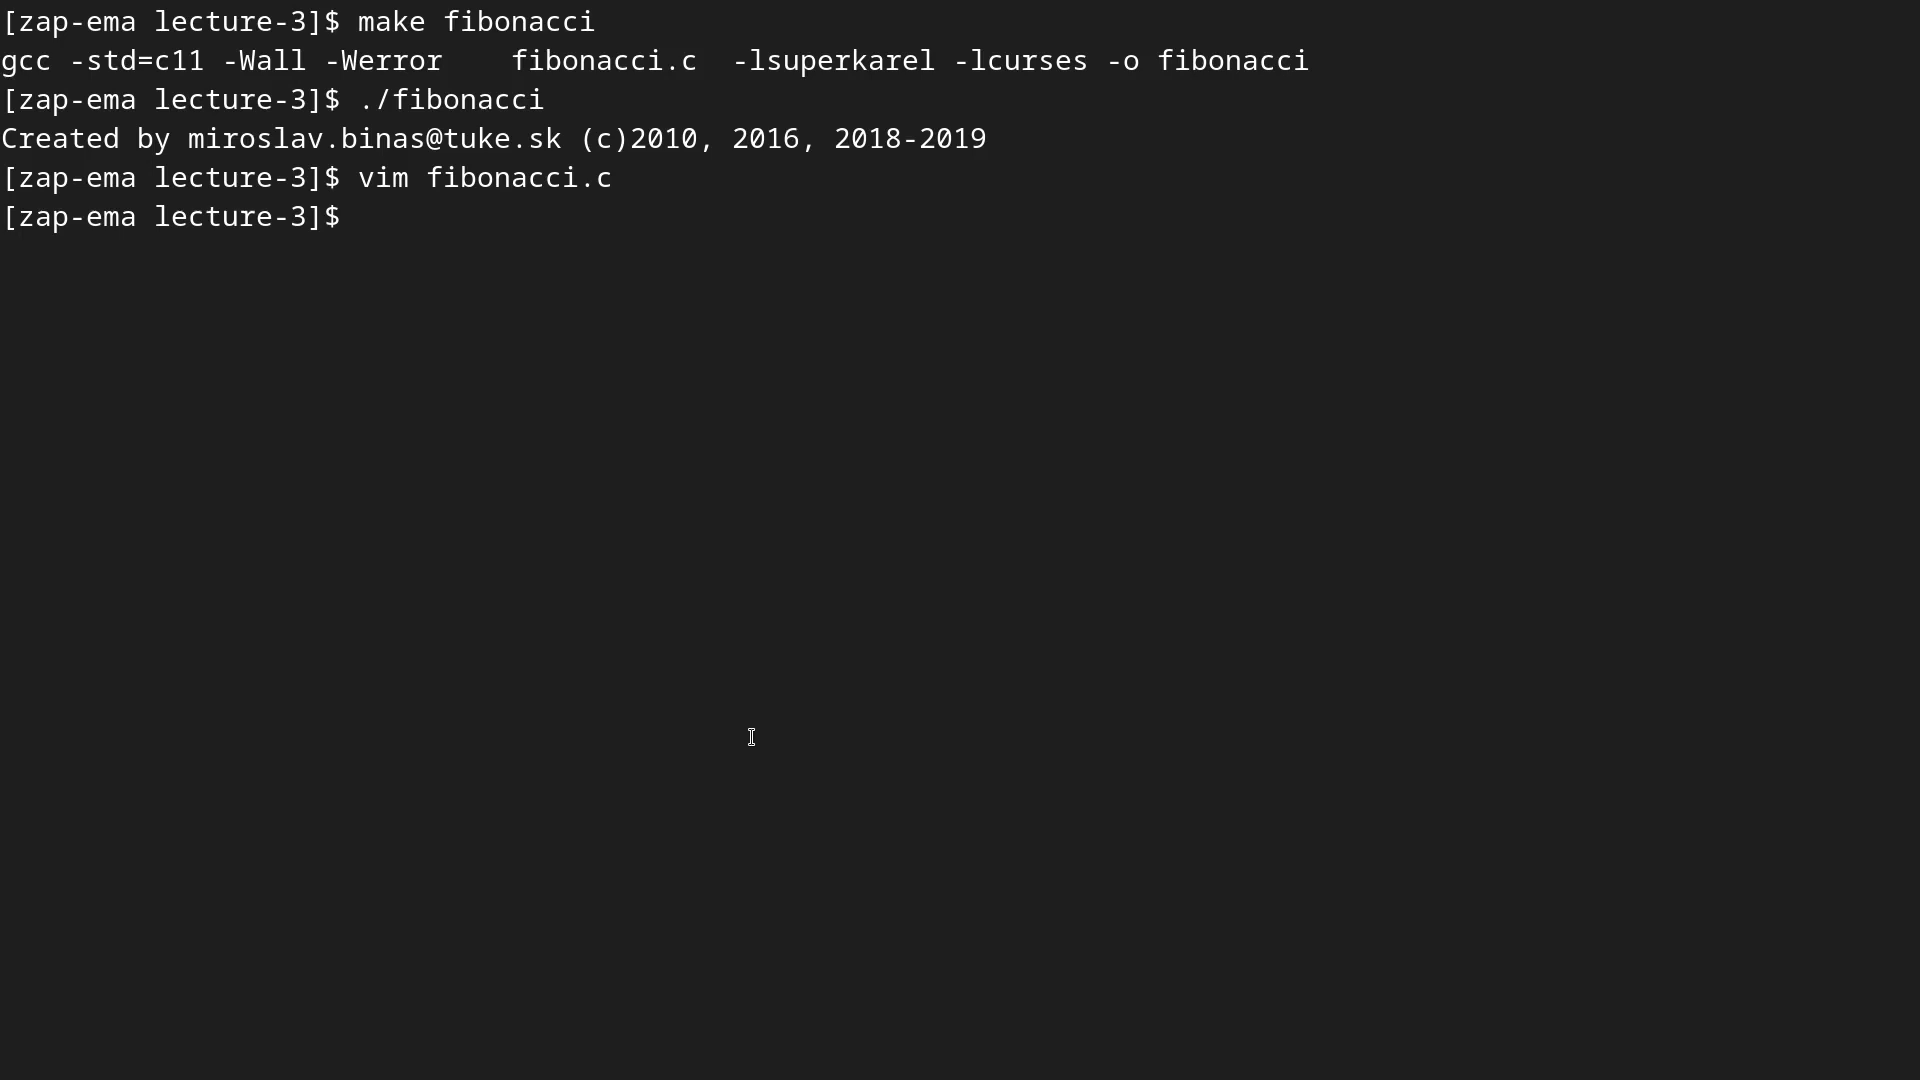 [zap-ema lecture-3]$ make fibonacci
gcc -std=c11 -Wall -Werror    fibonacci.c  -lsuperkarel -lcurses -o fibonacci
[zap-ema lecture-3]$ ./fibonacci
Created by miroslav.binas@tuke.sk (c)2010, 2016, 2018-2019
[zap-ema lecture-3]$ vim fibonacci.c
[zap-ema lecture-3]$